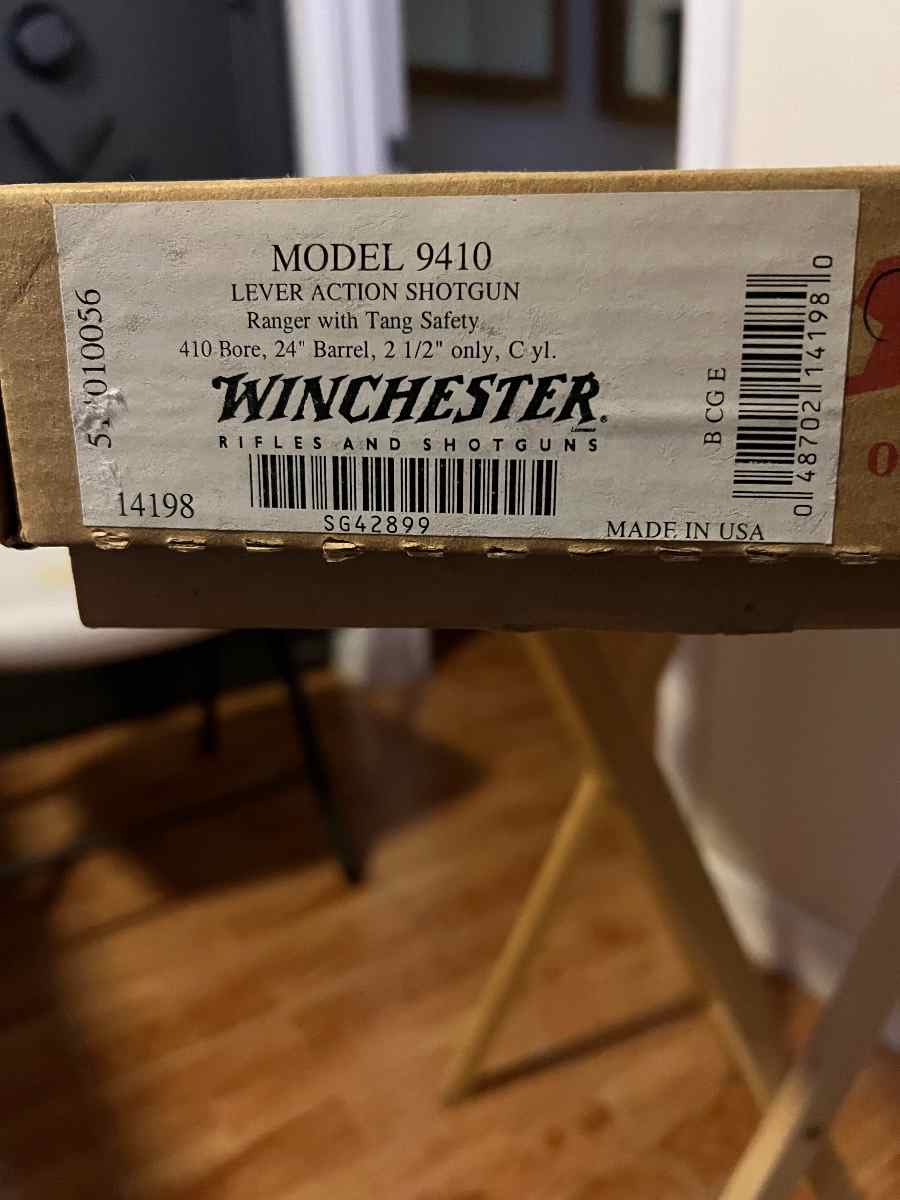 MODEL 9410
LEVER ACTION SHOTGUN
Ranger with Tang Safety
410 Bore, 24" Barrel, 2 1/2" only, C yl.
WINCHESTER®
RIFLES AND SHOTGUNS
SG42899
14198
MADE IN USA
010056
B CG E
0 48702 14198 0